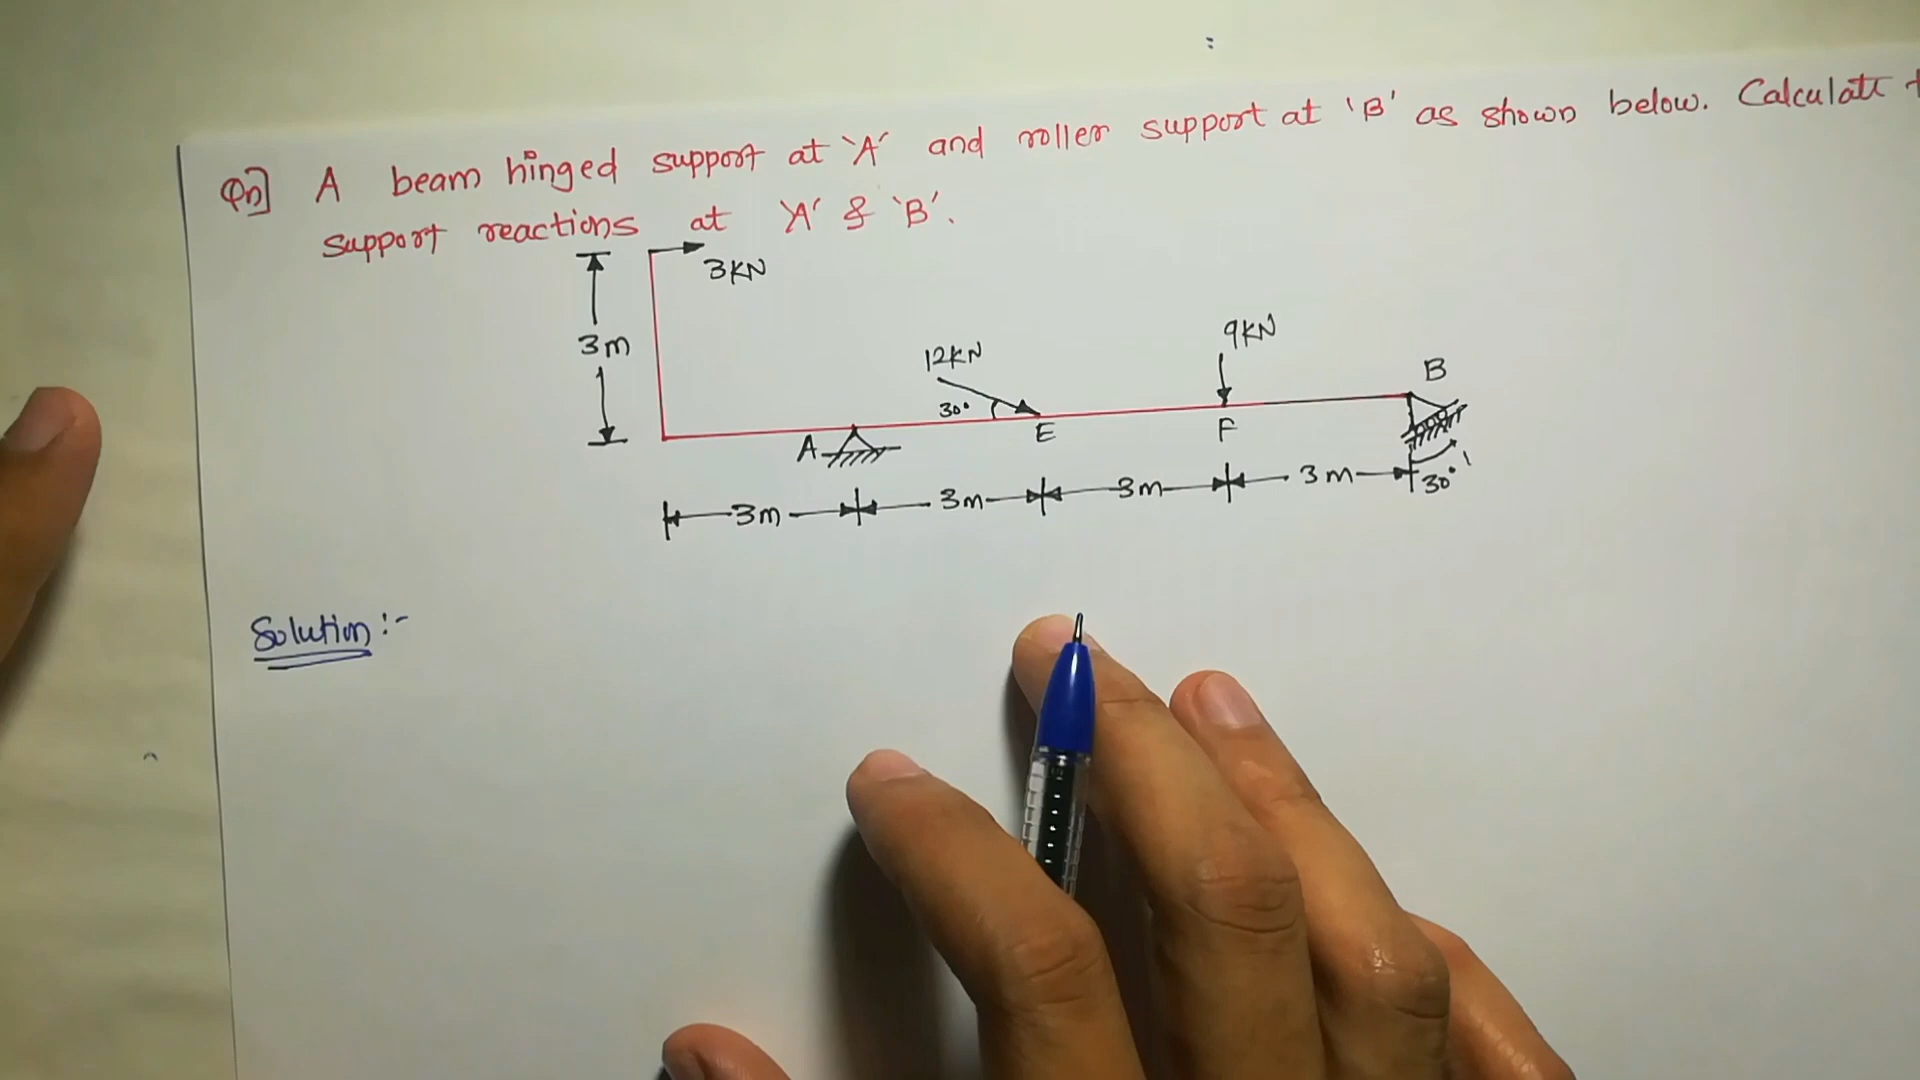 Qn] A beam hinged support at 'A' and roller support at 'B' as shown below. Calculate
support reactions at 'A' & 'B'.
3KN
3m
12KN
9KN
B
30°
A
E
F
3m
3m
3m
3m
30°
Solution:-